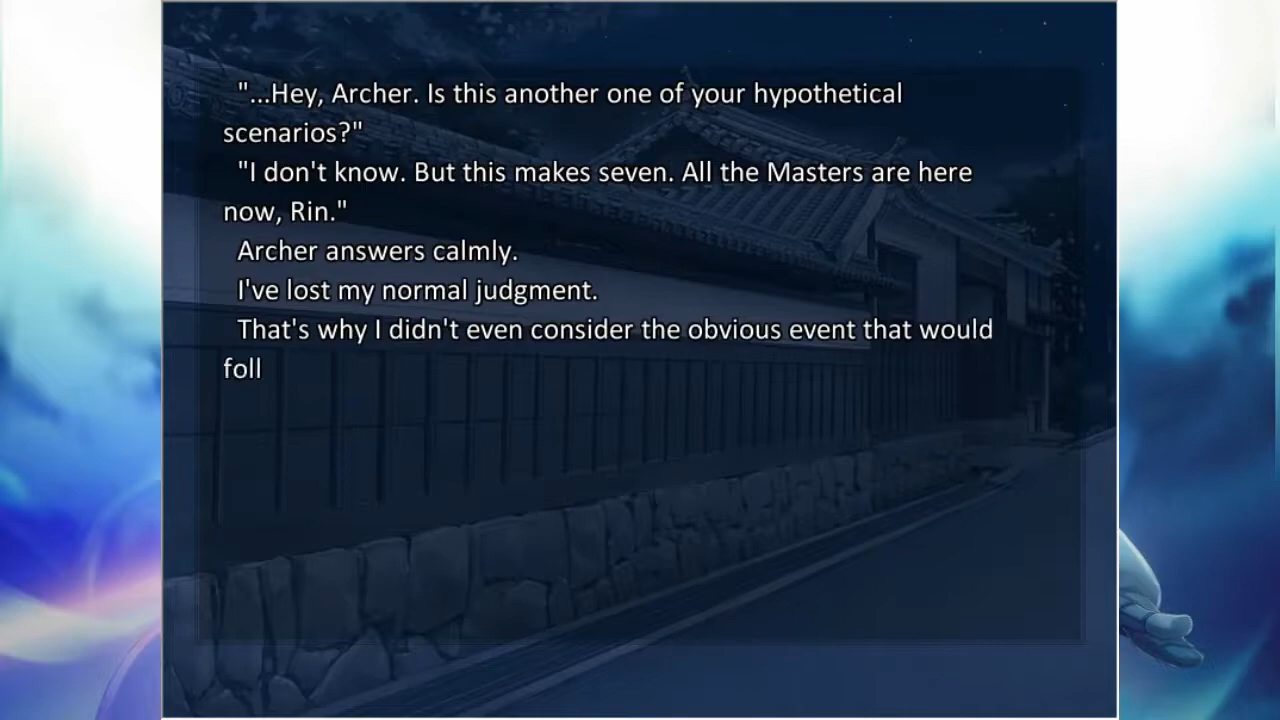 "...Hey, Archer. Is this another one of your hypothetical
scenarios?"
"I don't know. But this makes seven. All the Masters are here
now, Rin."
Archer answers calmly.
I've lost my normal judgment.
That's why I didn't even consider the obvious event that would
foll